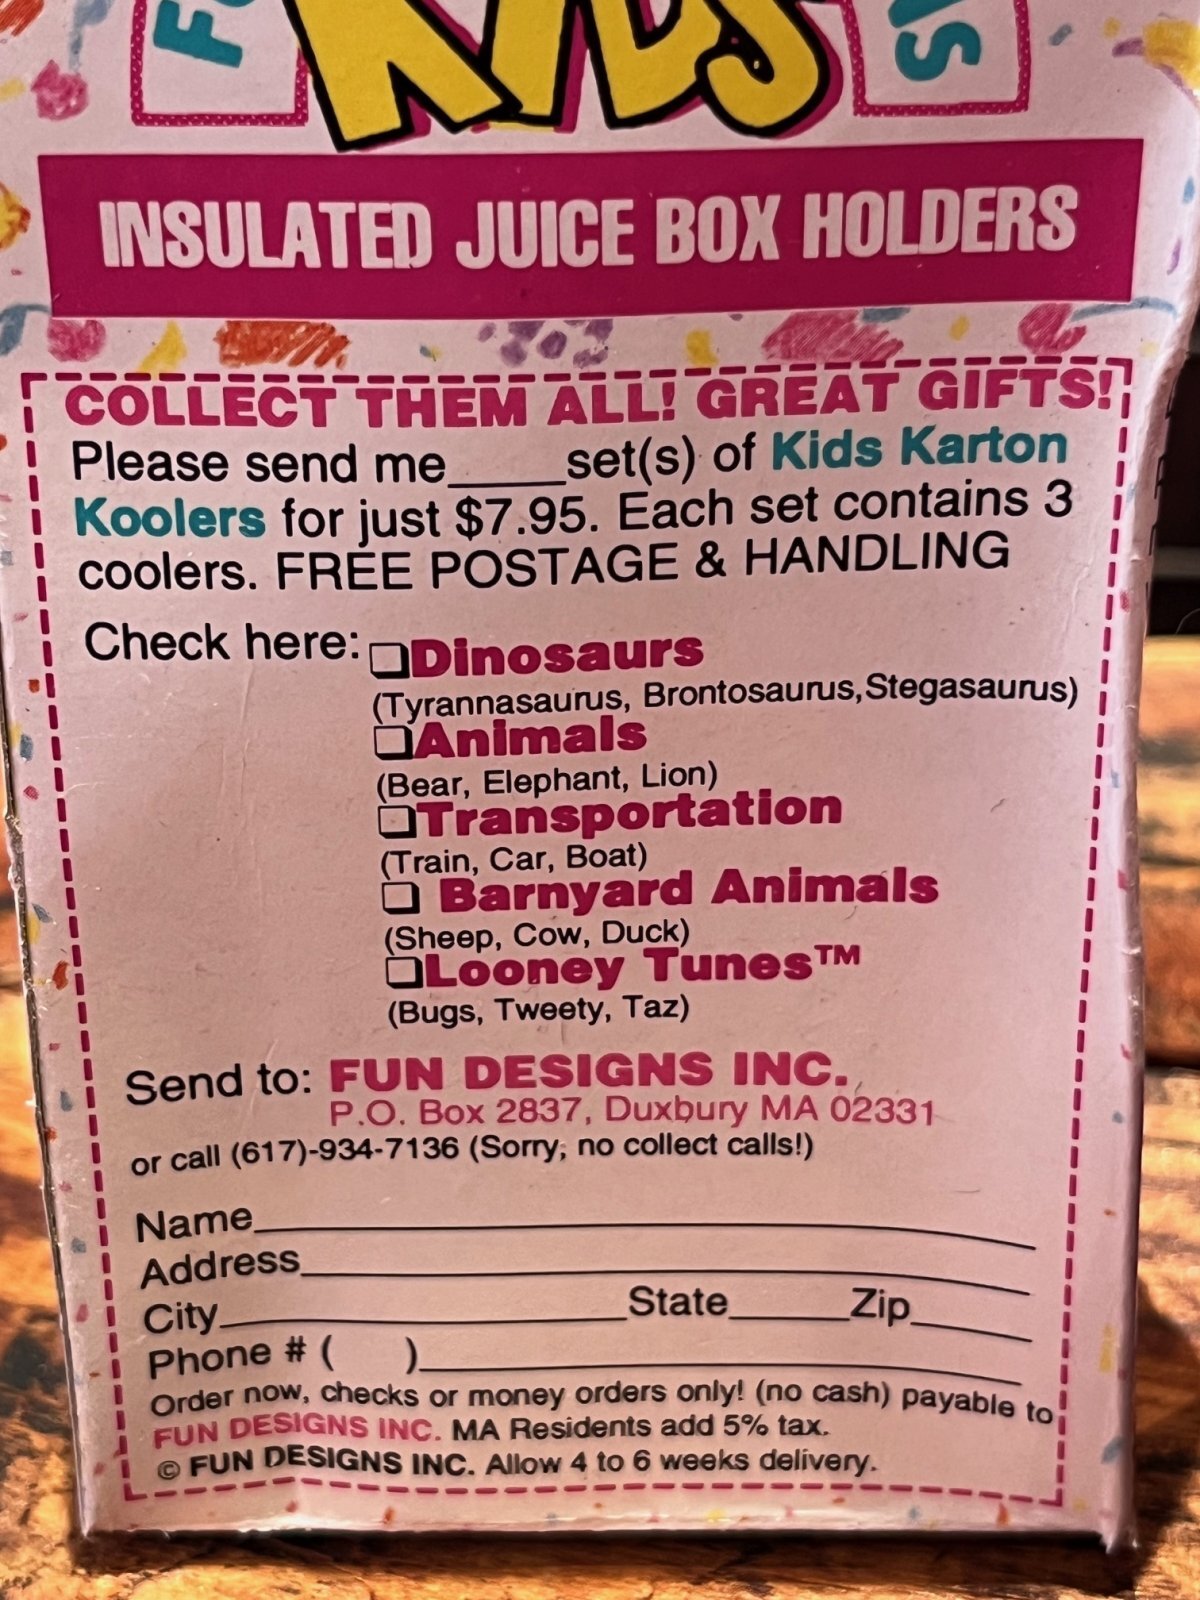 KIDS
INSULATED JUICE BOX HOLDERS
COLLECT THEM ALL! GREAT GIFTS!
Please send me____set(s) of Kids Karton
Koolers for just $7.95. Each set contains 3
coolers. FREE POSTAGE & HANDLING
Check here: ❑Dinosaurs
(Tyrannasaurus, Brontosaurus,Stegasaurus)
❑Animals
(Bear, Elephant, Lion)
❑Transportation
(Train, Car, Boat)
❑ Barnyard Animals
(Sheep, Cow, Duck)
❑Looney Tunes™
(Bugs, Tweety, Taz)
Send to: FUN DESIGNS INC.
P.O. Box 2837, Duxbury MA 02331
or call (617)-934-7136 (Sorry, no collect calls!)
Name
Address
City State Zip
Phone # ( )
Order now, checks or money orders only! (no cash) payable to
FUN DESIGNS INC. MA Residents add 5% tax.
© FUN DESIGNS INC. Allow 4 to 6 weeks delivery.